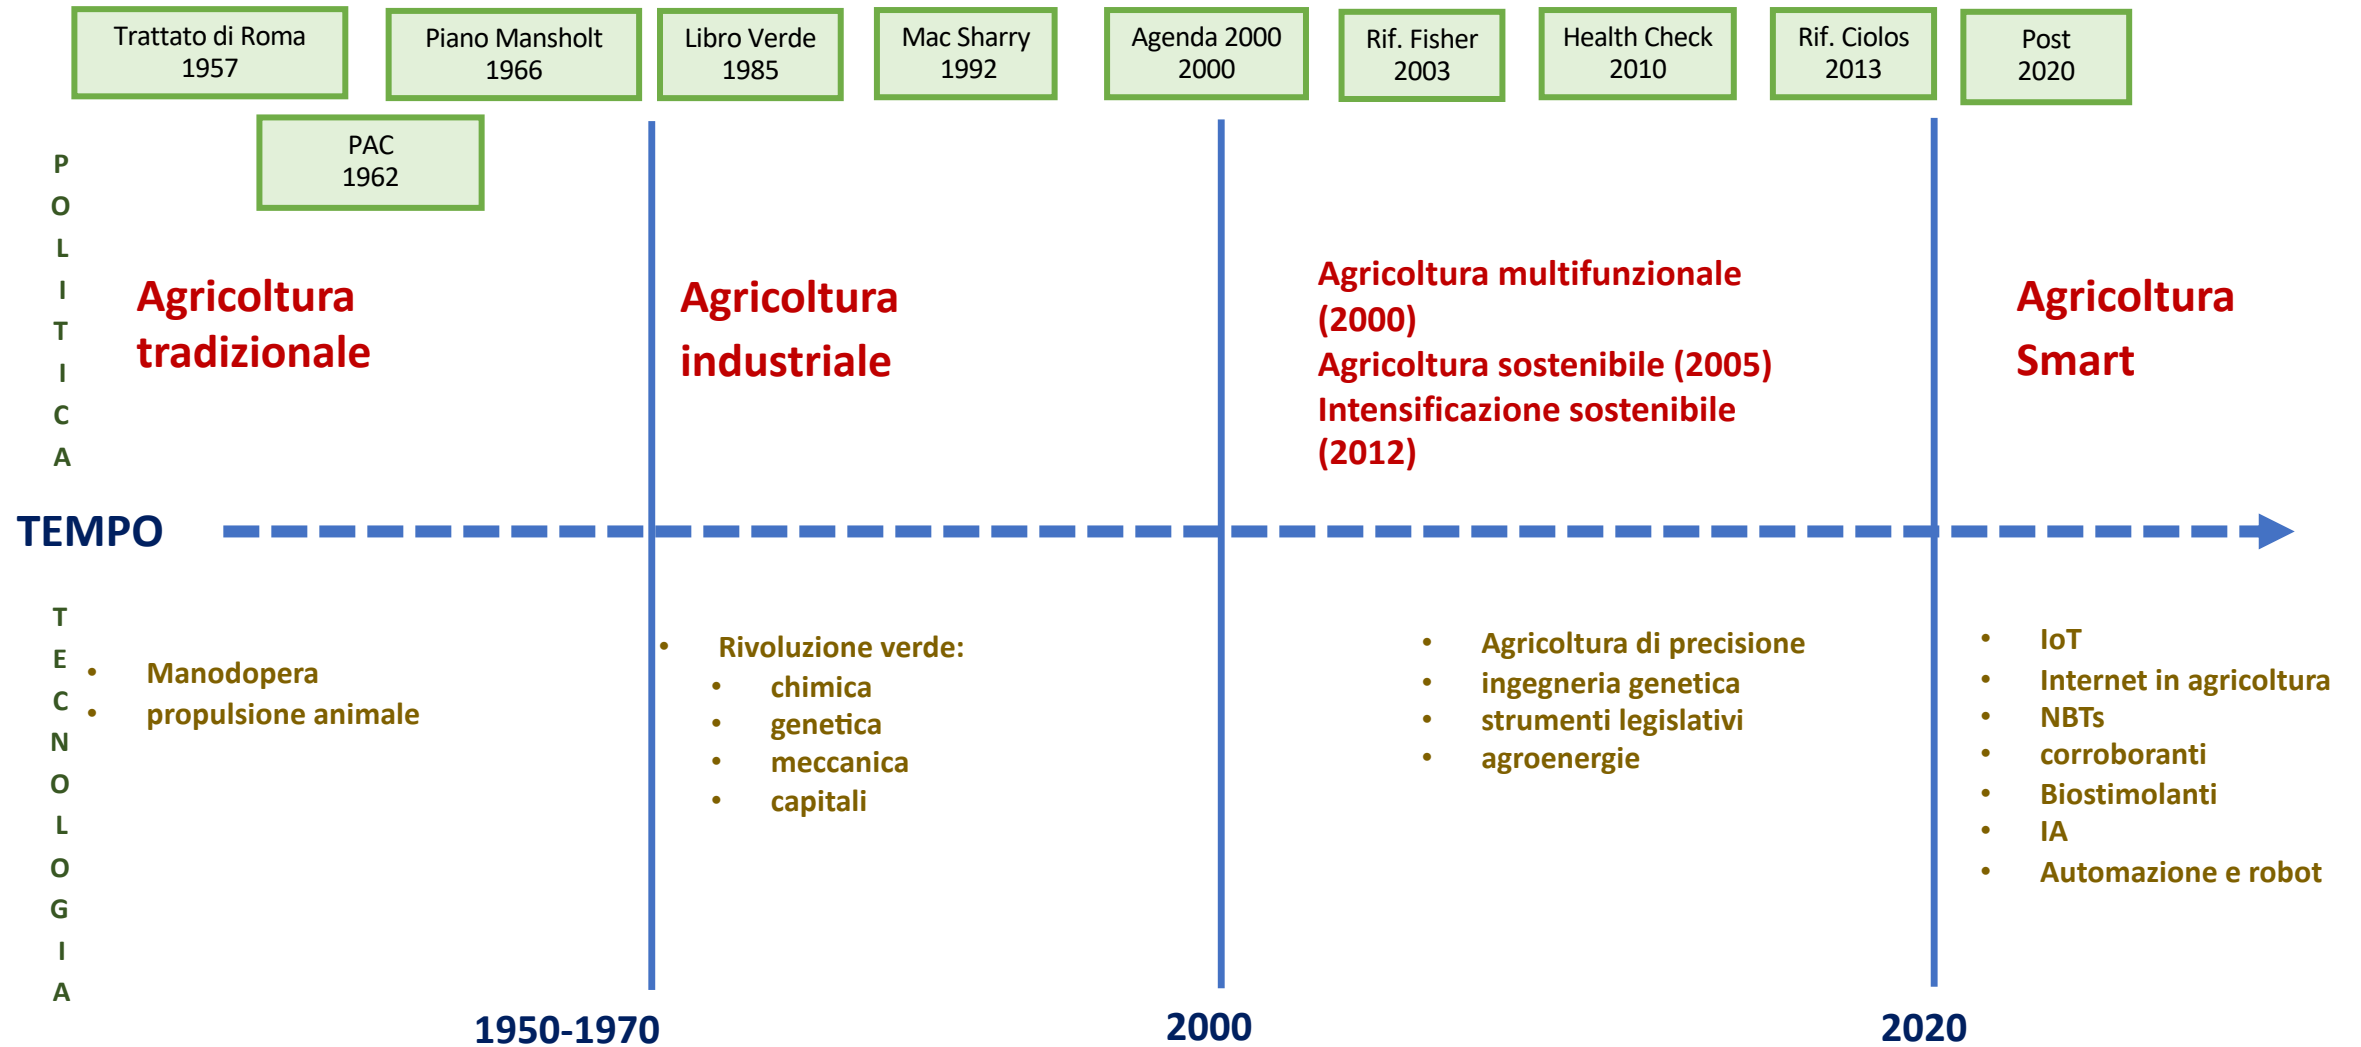 Trattato di Roma
1957
Piano Mansholt
1966
Libro Verde
1985
Mac Sharry
1992
Agenda 2000
2000
Rif. Fisher
2003
Health Check
2010
Rif. Ciolos
2013
Post
2020
PAC
1962
P
O
L
I
T
I
C
A
Agricoltura
tradizionale
Agricoltura
industriale
Agricoltura multifunzionale
(2000)
Agricoltura sostenibile (2005)
Intensificazione sostenibile
(2012)
Agricoltura
Smart
TEMPO
T
E
C
N
O
L
O
G
I
A
• Manodopera
• propulsione animale
• Rivoluzione verde:
• chimica
• genetica
• meccanica
• capitali
• Agricoltura di precisione
• ingegneria genetica
• strumenti legislativi
• agroenergie
• IoT
• Internet in agricoltura
• NBTs
• corroboranti
• Biostimolanti
• IA
• Automazione e robot
1950-1970
2000
2020